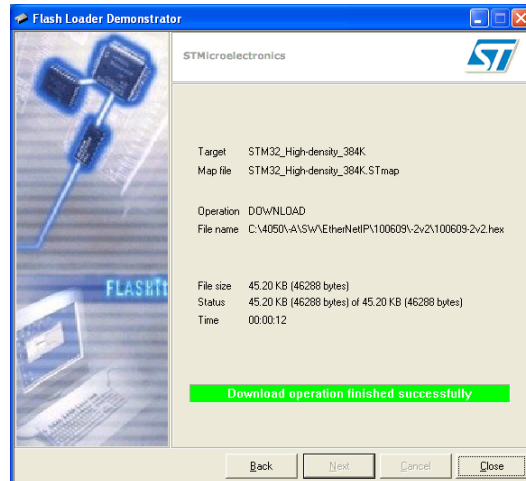 Flash Loader Demonstrator
STMicroelectronics
ST
Target STM32_High-density_384K
Map file STM32_High-density_384K.STmap
Operation DOWNLOAD
File name C:\4050\-A\SW\EtherNetIP\100609\-2v2\100609-2v2.hex
FLASH
File size 45.20 KB (46288 bytes)
Status 45.20 KB (46288 bytes) of 45.20 KB (46288 bytes)
Time 00:00:12
Download operation finished successfully
Back Next Cancel Close